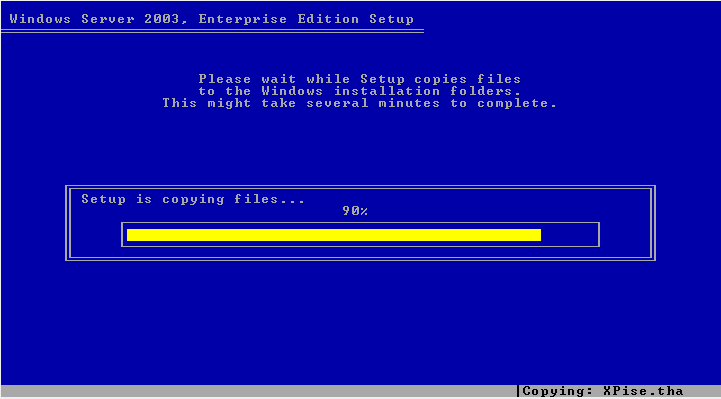 Windows Server 2003, Enterprise Edition Setup
Please wait while Setup copies files
to the Windows installation folders.
This might take several minutes to complete.
Setup is copying files...
90%
Copying: XPise.tha